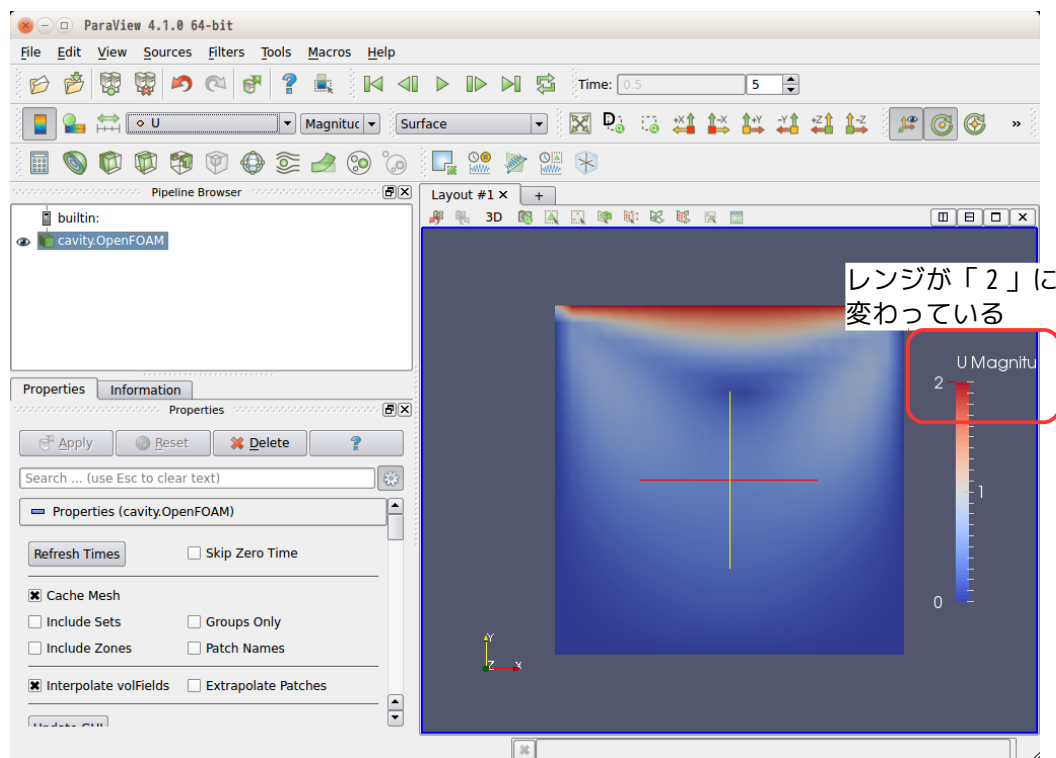 ParaView 4.1.0 64-bit
File Edit View Sources Filters Tools Macros Help
Time: 0.5 5
U Magnituc Surface »
Pipeline Browser
builtin:
cavity.OpenFOAM
Layout #1 × +
3D
レンジが「2」に
変わっている
U Magnitu
2
1
0
Y
Z X
Properties Information
Properties
Apply Reset Delete ?
Search ... (use Esc to clear text)
Properties (cavity.OpenFOAM)
Refresh Times Skip Zero Time
Cache Mesh
Include Sets Groups Only
Include Zones Patch Names
Interpolate volFields Extrapolate Patches
Update GUI